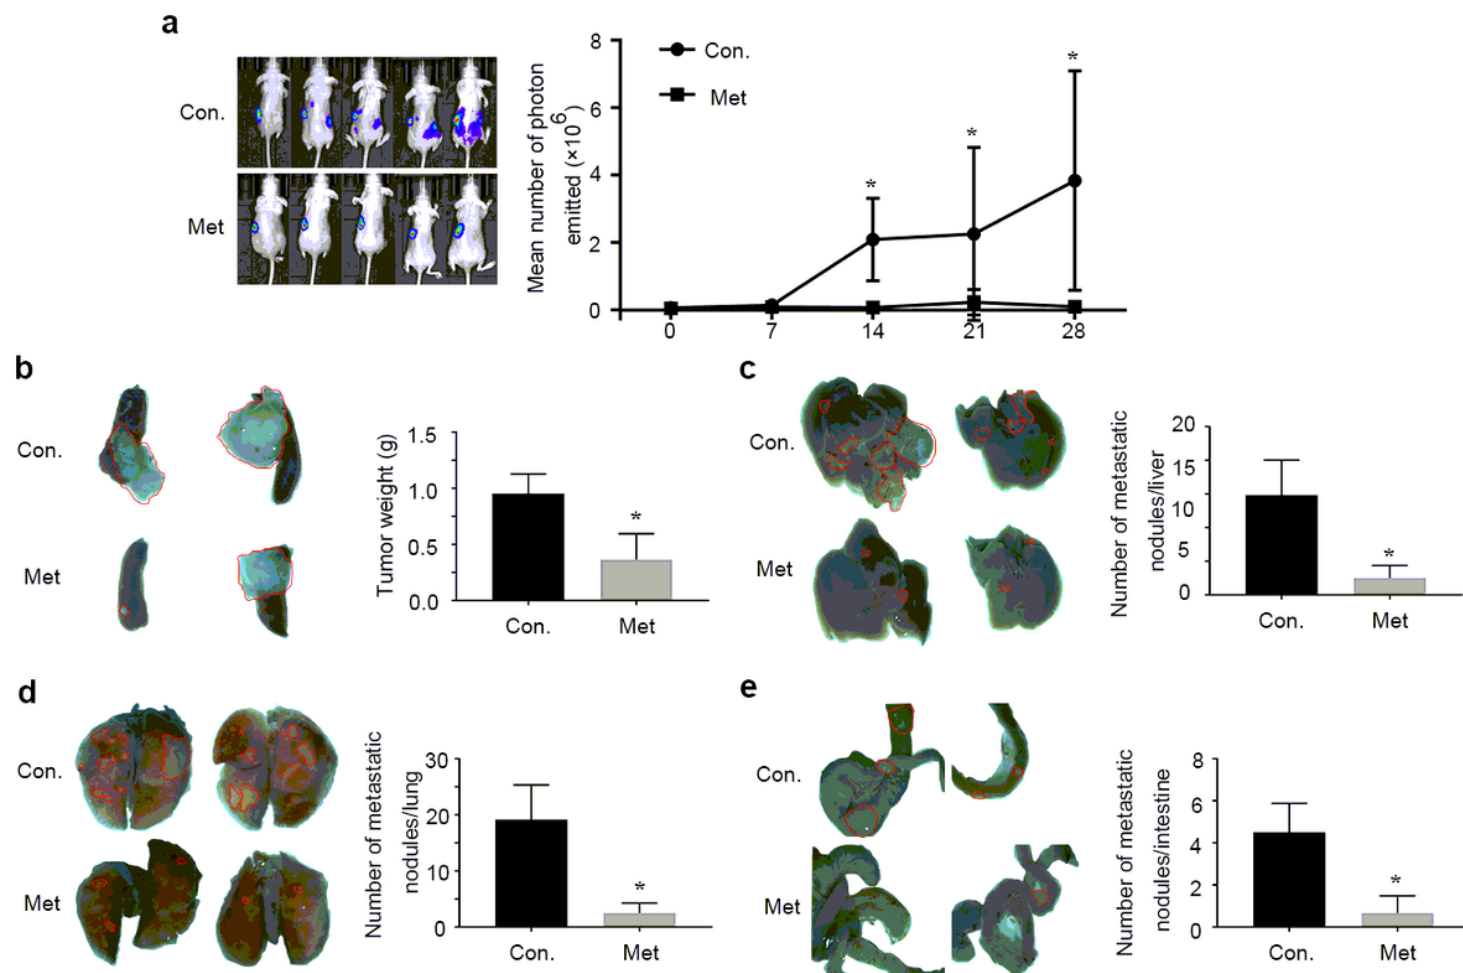 a
Con.
Met
Mean number of photon
emitted (×10⁶)
8
6
4
2
0
Con.
Met
0 7 14 21 28
*
*
*
b
Con.
Met
Tumor weight (g)
1.5
1.0
0.5
0.0
*
Con. Met
c
Con.
Met
Number of metastatic
nodules/liver
20
15
10
5
0
*
Con. Met
d
Con.
Met
Number of metastatic
nodules/lung
30
20
10
0
*
Con. Met
e
Con.
Met
Number of metastatic
nodules/intestine
8
6
4
2
0
*
Con. Met